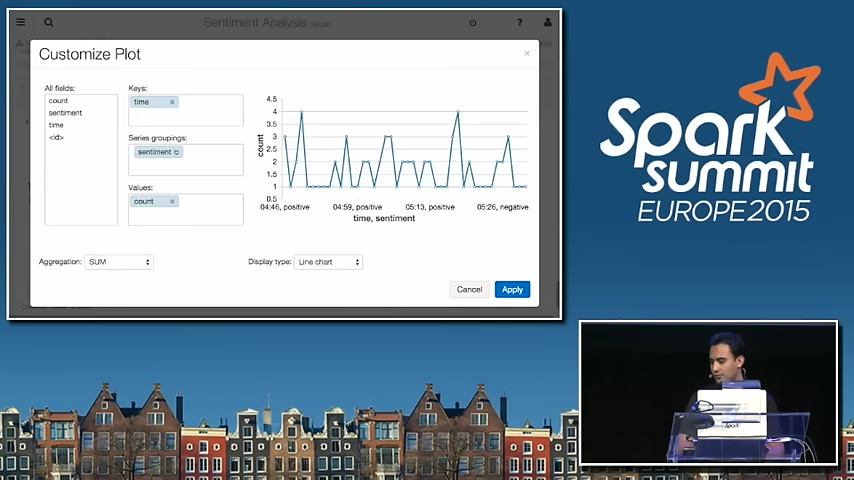 Sentiment Analysis
?
Customize Plot
×
All fields:
count
sentiment
time
<id>
Keys:
time ×
Series groupings:
sentiment
Values:
count ×
4.5
4
3.5
3
2.5
2
1.5
1
0.5
count
04:46, positive
04:59, positive
05:13, positive
05:26, negative
time, sentiment
Aggregation: SUM
Display type: Line chart
Cancel
Apply
Spark
summit
EUROPE2015
Spark